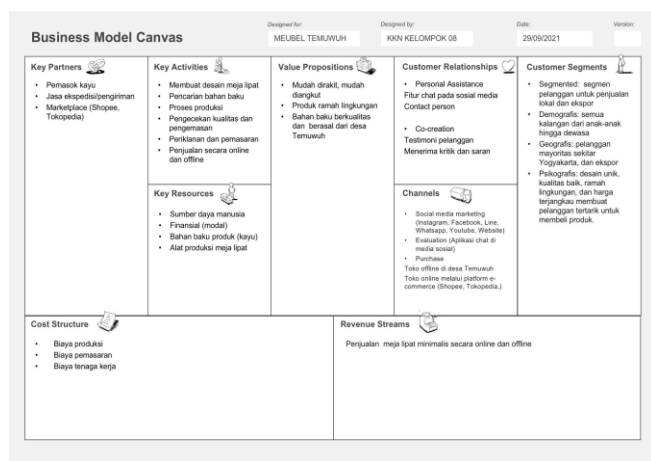 Designed for:
Designed by:
Date:
Version:
Business Model Canvas
MEUBEL TEMUWUH
KKN KELOMPOK 08
29/09/2021
Key Partners
• Pemasok kayu
• Jasa ekspedisi/pengiriman
• Marketplace (Shopee,
Tokopedia)
Key Activities
• Membuat desain meja lipat
• Pencarian bahan baku
• Proses produksi
• Pengecekan kualitas dan
pengemasan
• Periklanan dan pemasaran
• Penjualan secara online
dan offline
Key Resources
• Sumber daya manusia
• Finansial (modal)
• Bahan baku produk (kayu)
• Alat produksi meja lipat
Value Propositions
• Mudah dirakit, mudah
diangkut
• Produk ramah lingkungan
• Bahan baku berkualitas
dan berasal dari desa
Temuwuh
Customer Relationships
• Personal Assistance
Fitur chat pada sosial media
Contact person
• Co-creation
Testimoni pelanggan
Menerima kritik dan saran
Channels
• Social media marketing
(Instagram, Facebook, Line,
Whatsapp, Youtube, Website)
• Evaluation (Aplikasi chat di
media sosial)
• Purchase
Toko offline di desa Temuwuh
Toko online melalui platform e-
commerce (Shopee, Tokopedia,)
Customer Segments
• Segmented: segmen
pelanggan untuk penjualan
lokal dan ekspor
• Demografis: semua
kalangan dari anak-anak
hingga dewasa
• Geografis: pelanggan
mayoritas sekitar
Yogyakarta, dan ekspor
• Psikografis: desain unik,
kualitas baik, ramah
lingkungan, dan harga
terjangkau membuat
pelanggan tertarik untuk
membeli produk.
Cost Structure
• Biaya produksi
• Biaya pemasaran
• Biaya tenaga kerja
Revenue Streams
Penjualan meja lipat minimalis secara online dan offline